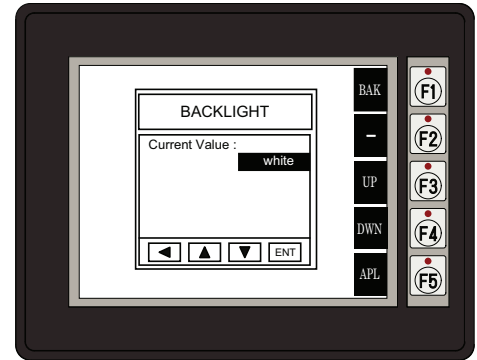 BACKLIGHT
Current Value :
white
ENT
BAK
–
UP
DWN
APL
F1
F2
F3
F4
F5